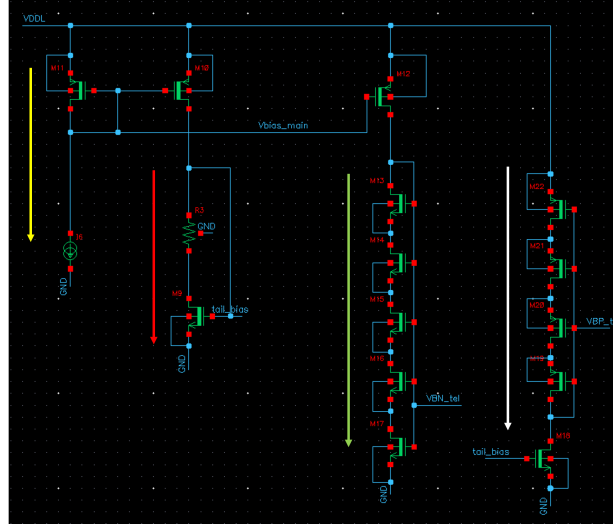 VDDL
M11
M10
M12
Vbias_main
M13
M22
R3
GND
M14
M21
I6
M9
tail_bias
M15
M20
VBP_t
GND
M16
M19
GND
VBN_tel
M17
M18
tail_bias
GND
GND